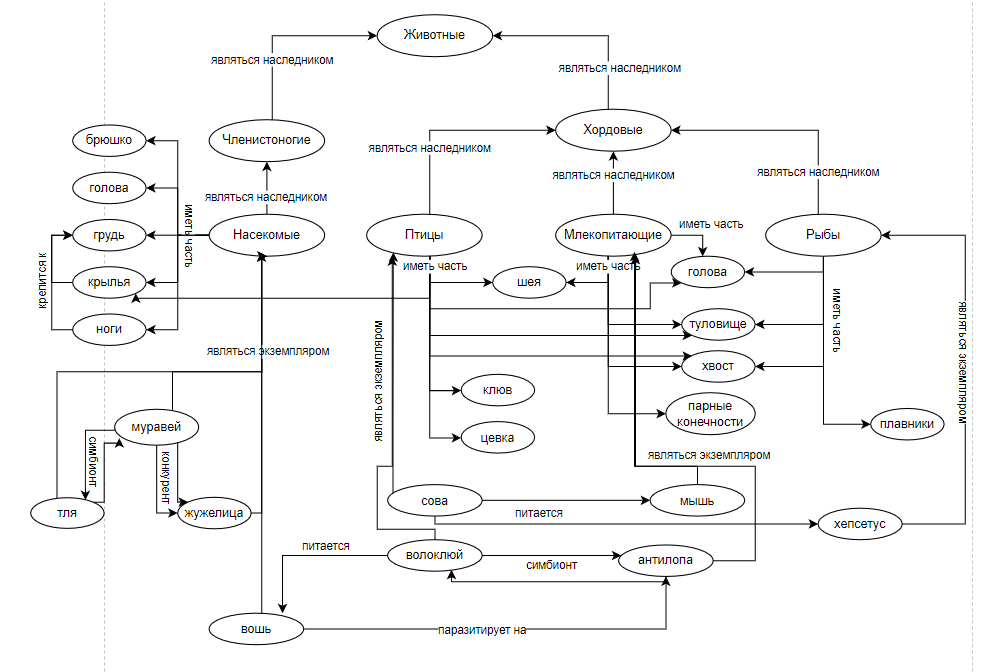 Животные
являться наследником
являться наследником
Членистоногие
Хордовые
брюшко
являться наследником
голова
являться наследником
являться наследником
являться наследником
иметь часть
грудь
Насекомые
Птицы
Млекопитающие
иметь часть
Рыбы
крепится к
крылья
иметь часть
шея
иметь часть
голова
ноги
туловище
иметь часть
являться экземпляром
являться экземпляром
хвост
являться экземпляром
клюв
парные
конечности
муравей
цевка
плавники
симбионт
конкурент
являться экземпляром
тля
жужелица
сова
питается
мышь
хепсетус
питается
волоклюй
симбионт
антилопа
вошь
паразитирует на